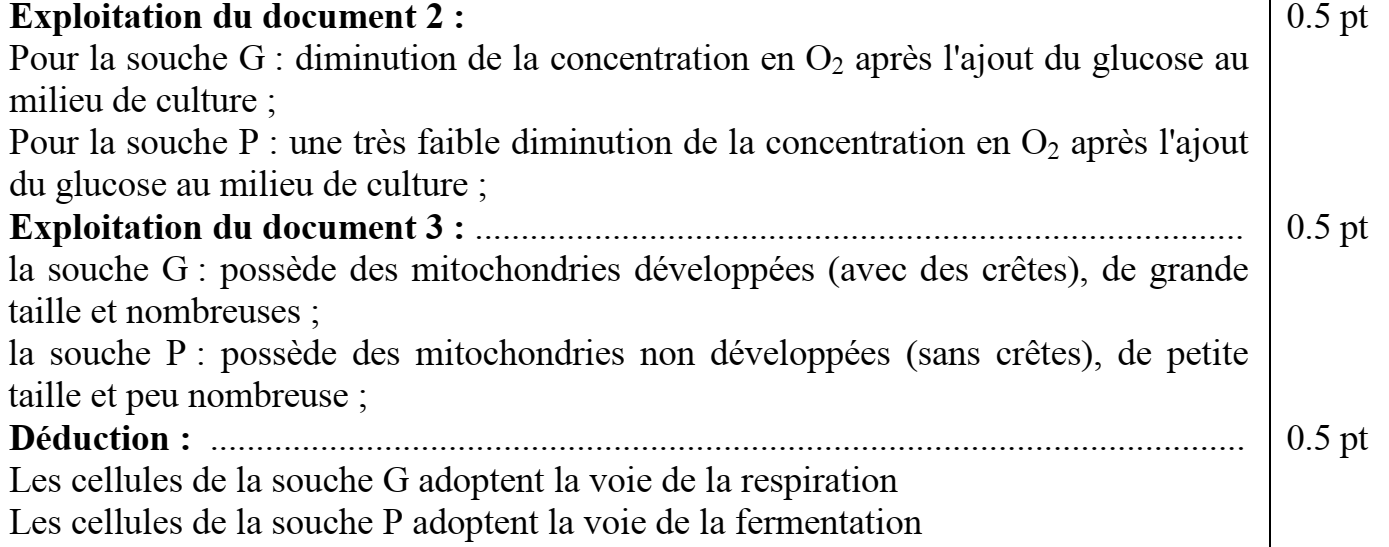 Exploitation du document 2 : 0.5 pt
Pour la souche G : diminution de la concentration en O₂ après l'ajout du glucose au
milieu de culture ;
Pour la souche P : une très faible diminution de la concentration en O₂ après l'ajout
du glucose au milieu de culture ;
Exploitation du document 3 : .................................................................................... 0.5 pt
la souche G : possède des mitochondries développées (avec des crêtes), de grande
taille et nombreuses ;
la souche P : possède des mitochondries non développées (sans crêtes), de petite
taille et peu nombreuse ;
Déduction : ................................................................................................................. 0.5 pt
Les cellules de la souche G adoptent la voie de la respiration
Les cellules de la souche P adoptent la voie de la fermentation